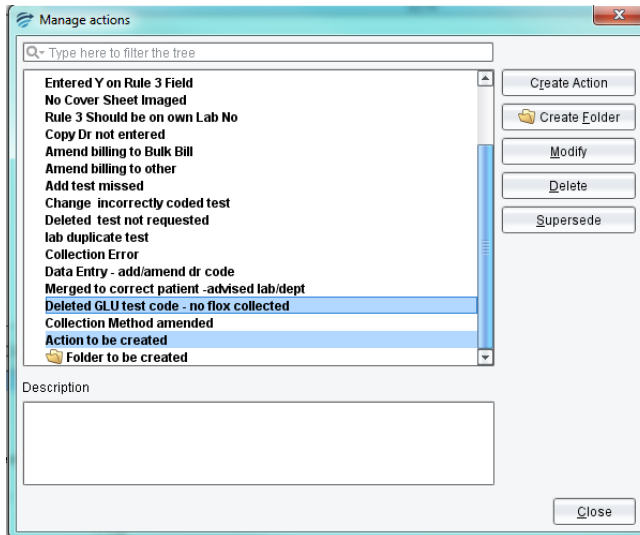 Manage actions
Type here to filter the tree
Entered Y on Rule 3 Field
No Cover Sheet Imaged
Rule 3 Should be on own Lab No
Copy Dr not entered
Amend billing to Bulk Bill
Amend billing to other
Add test missed
Change  incorrectly coded test
Deleted  test not requested
lab duplicate test
Collection Error
Data Entry - add/amend dr code
Merged to correct patient -advised lab/dept
Deleted GLU test code - no flox collected
Collection Method amended
Action to be created
Folder to be created
Create Action
Create Folder
Modify
Delete
Supersede
Description
Close